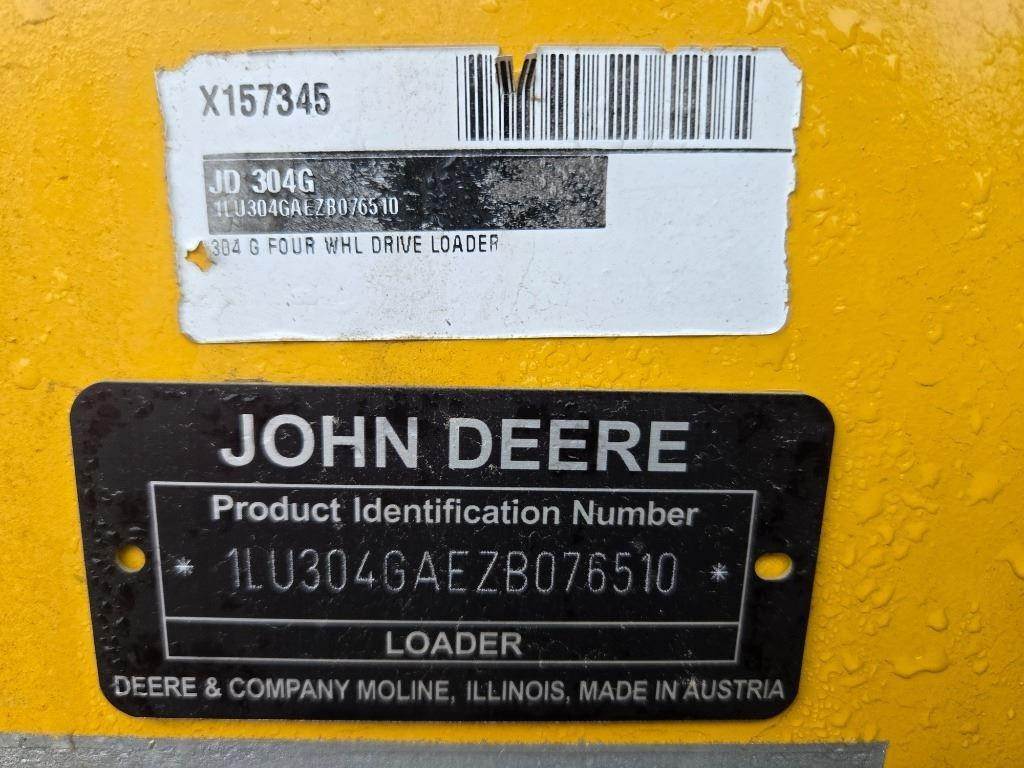 X157345
JD 304G
1LU304GAEZB076510
304 G FOUR WHL DRIVE LOADER
JOHN DEERE
Product Identification Number
* 1LU304GAEZB076510 *
LOADER
DEERE & COMPANY MOLINE, ILLINOIS, MADE IN AUSTRIA